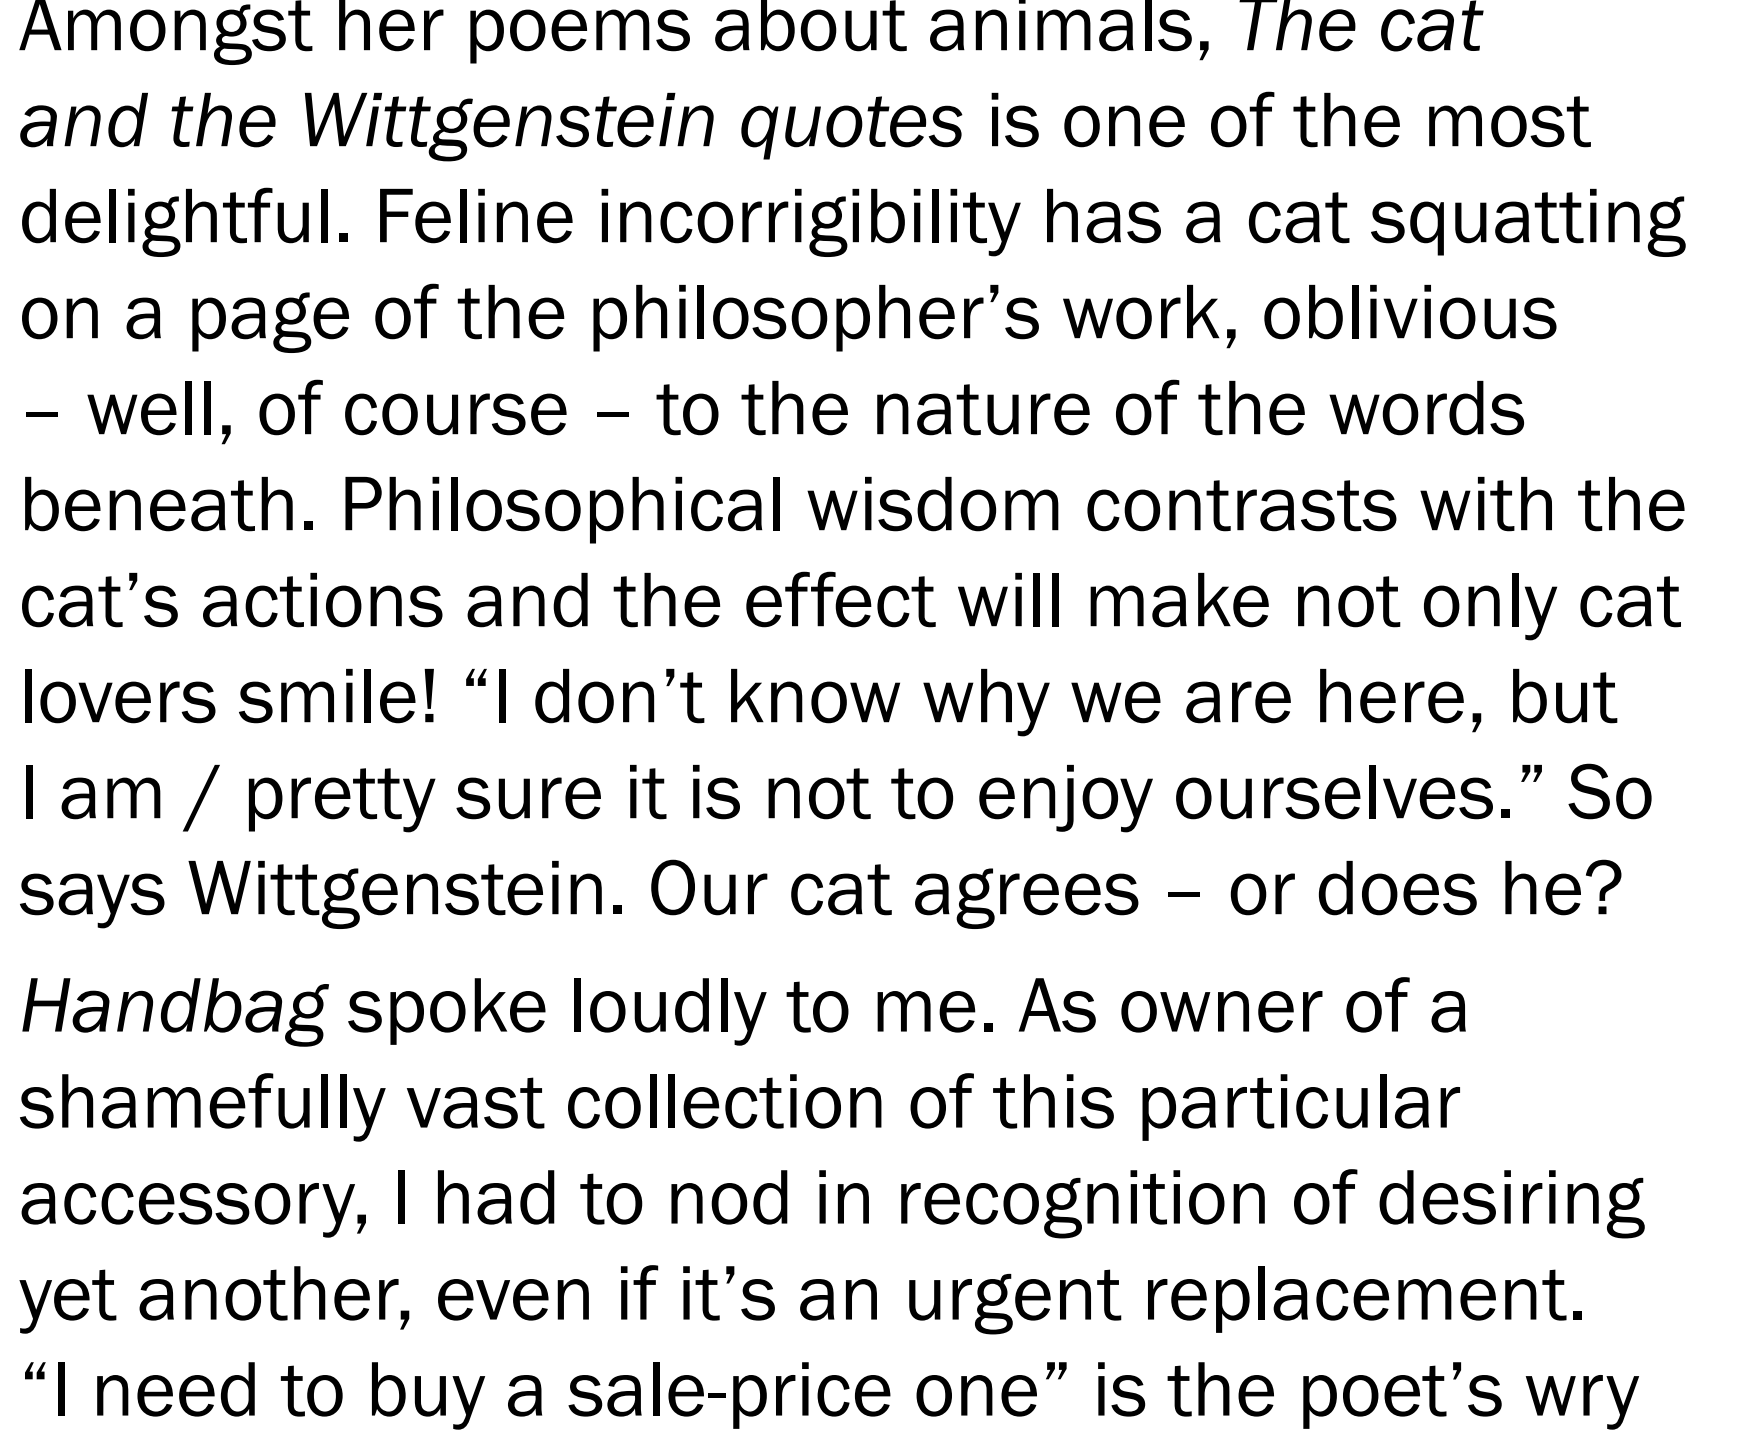 Amongst her poems about animals, The cat
and the Wittgenstein quotes is one of the most
delightful. Feline incorrigibility has a cat squatting
on a page of the philosopher’s work, oblivious
– well, of course – to the nature of the words
beneath. Philosophical wisdom contrasts with the
cat’s actions and the effect will make not only cat
lovers smile! “I don’t know why we are here, but
I am / pretty sure it is not to enjoy ourselves.” So
says Wittgenstein. Our cat agrees – or does he?
Handbag spoke loudly to me. As owner of a
shamefully vast collection of this particular
accessory, I had to nod in recognition of desiring
yet another, even if it’s an urgent replacement.
“I need to buy a sale-price one” is the poet’s wry